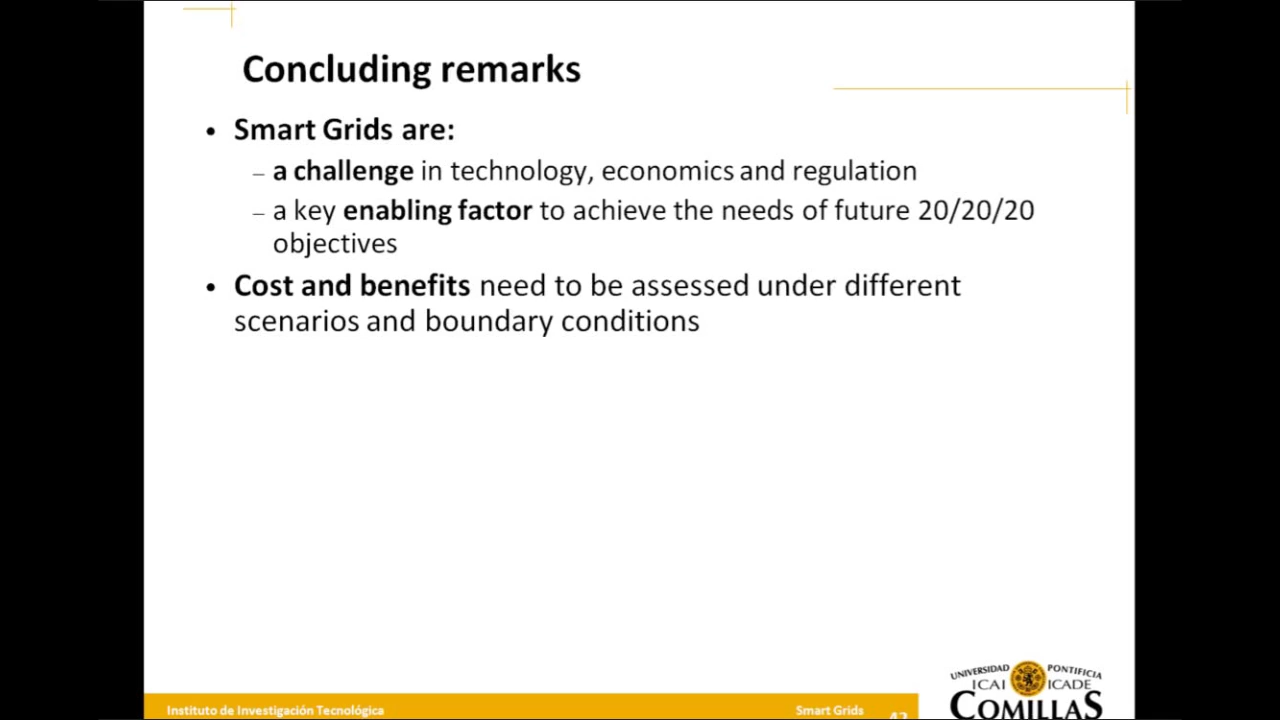 Concluding remarks
• Smart Grids are:
– a challenge in technology, economics and regulation
– a key enabling factor to achieve the needs of future 20/20/20
objectives
• Cost and benefits need to be assessed under different
scenarios and boundary conditions
UNIVERSIDAD PONTIFICIA
ICAI ICADE
COMILLAS
Instituto de Investigación Tecnológica
Smart Grids